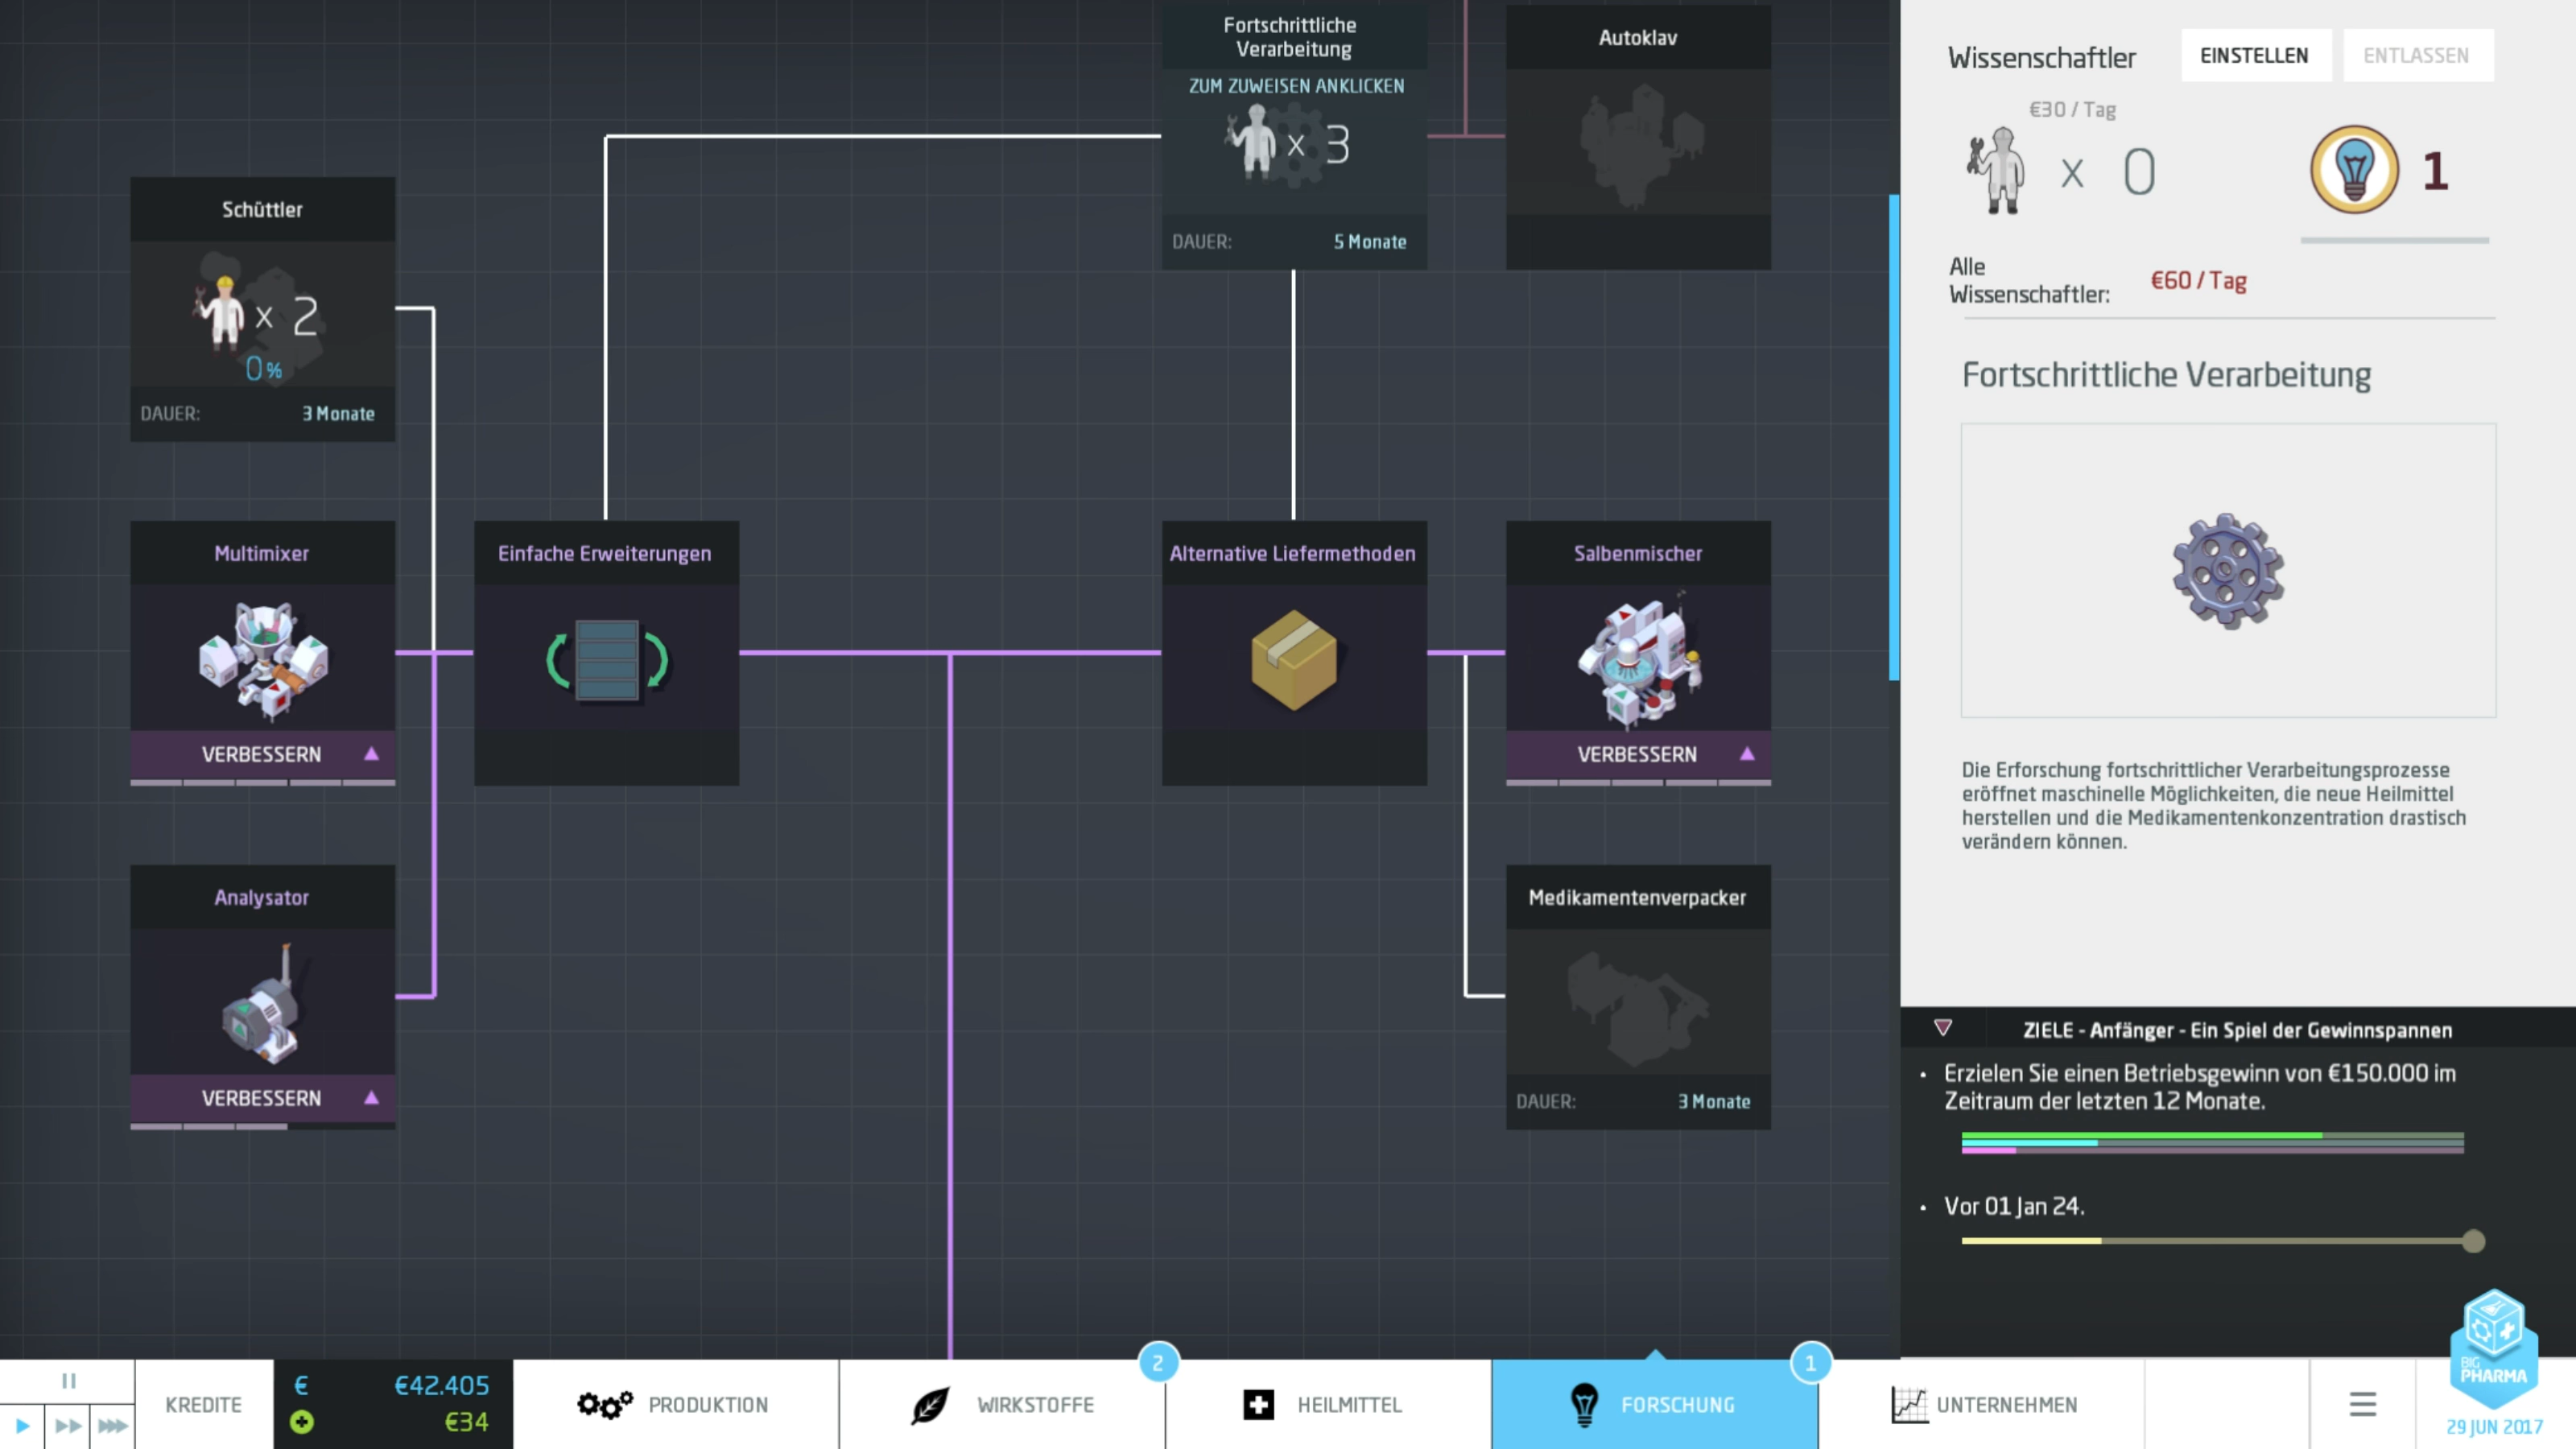 Fortschrittliche
Verarbeitung
ZUM ZUWEISEN ANKLICKEN
x 3
DAUER: 5 Monate
Autoklav
Schüttler
x 2
0%
DAUER: 3 Monate
Multimixer
VERBESSERN
Einfache Erweiterungen
Alternative Liefermethoden
Salbenmischer
VERBESSERN
Analysator
VERBESSERN
Medikamentenverpacker
DAUER: 3 Monate
Wissenschaftler
EINSTELLEN
ENTLASSEN
€30 / Tag
x 0
1
Alle
Wissenschaftler:
€60 / Tag
Fortschrittliche Verarbeitung
Die Erforschung fortschrittlicher Verarbeitungsprozesse
eröffnet maschinelle Möglichkeiten, die neue Heilmittel
herstellen und die Medikamentenkonzentration drastisch
verändern können.
ZIELE - Anfänger - Ein Spiel der Gewinnspannen
• Erzielen Sie einen Betriebsgewinn von €150.000 im
Zeitraum der letzten 12 Monate.
• Vor 01 Jan 24.
KREDITE
€ €42.405
€34
PRODUKTION
WIRKSTOFFE
2
HEILMITTEL
FORSCHUNG
1
UNTERNEHMEN
BIG
PHARMA
29 JUN 2017